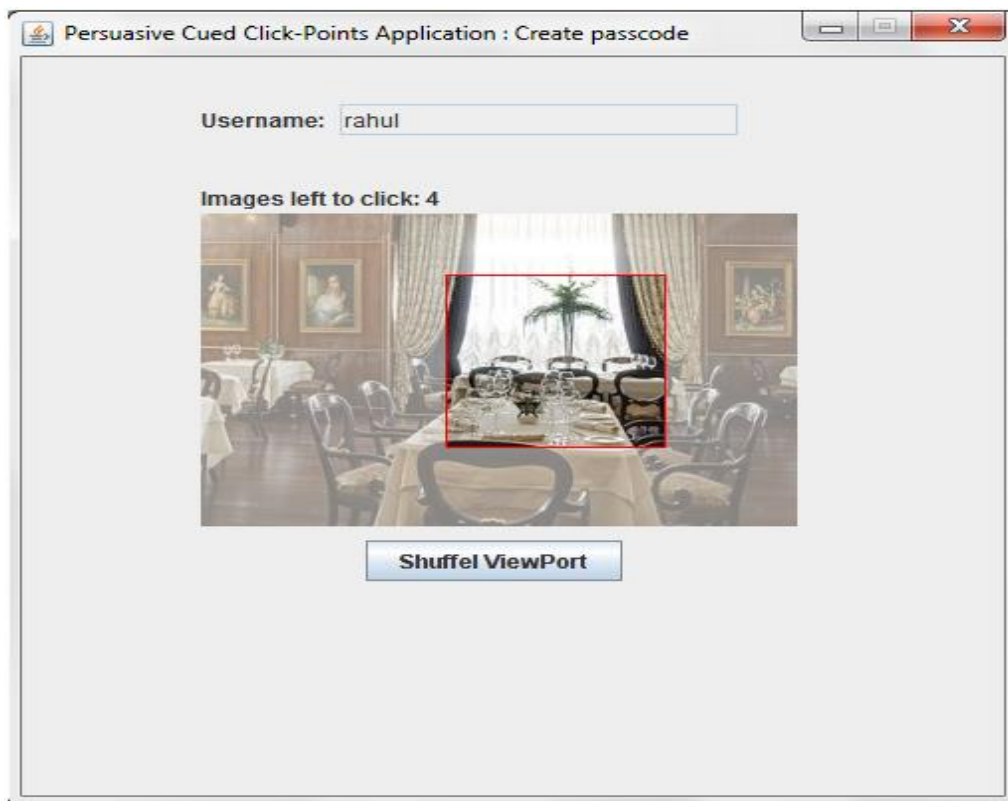 Persuasive Cued Click-Points Application : Create passcode
Username: rahul
Images left to click: 4
Shuffel ViewPort